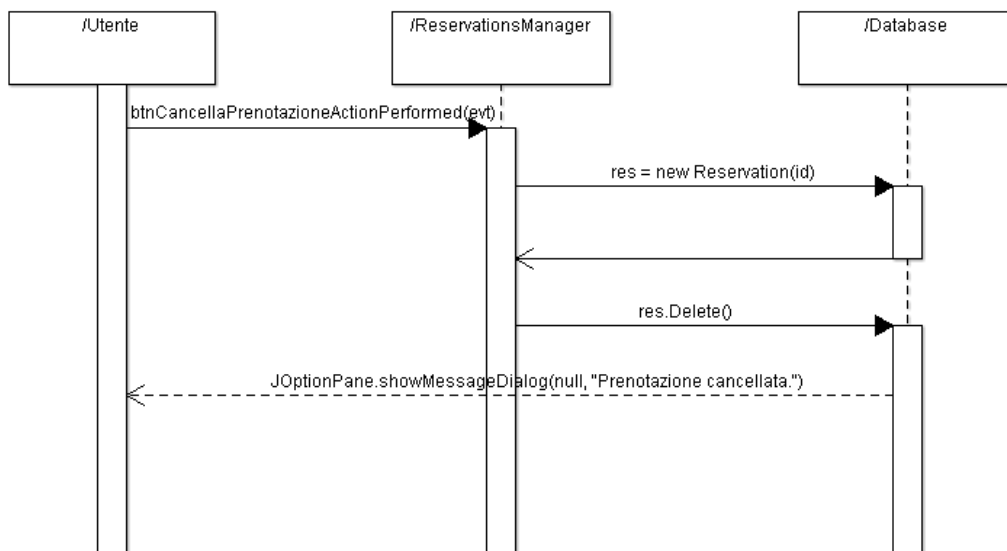 /Utente
/ReservationsManager
/Database
btnCancellaPrenotazioneActionPerformed(evt)
res = new Reservation(id)
res.Delete()
JOptionPane.showMessageDialog(null, "Prenotazione cancellata.")